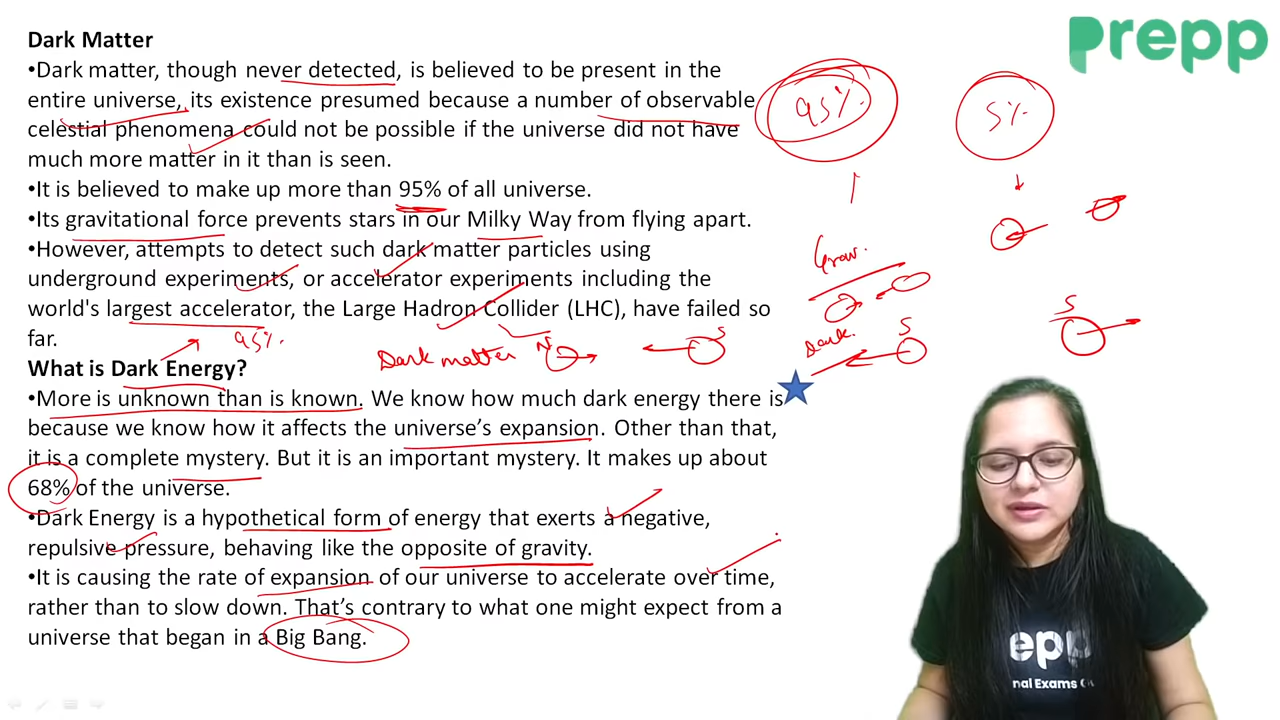 Dark Matter
•Dark matter, though never detected, is believed to be present in the
entire universe, its existence presumed because a number of observable
celestial phenomena could not be possible if the universe did not have
much more matter in it than is seen.
•It is believed to make up more than 95% of all universe.
•Its gravitational force prevents stars in our Milky Way from flying apart.
•However, attempts to detect such dark matter particles using
underground experiments, or accelerator experiments including the
world's largest accelerator, the Large Hadron Collider (LHC), have failed so
far.
95%.
Dark matter
N
S
What is Dark Energy?
•More is unknown than is known. We know how much dark energy there is
because we know how it affects the universe’s expansion. Other than that,
it is a complete mystery. But it is an important mystery. It makes up about
68% of the universe.
•Dark Energy is a hypothetical form of energy that exerts a negative,
repulsive pressure, behaving like the opposite of gravity.
•It is causing the rate of expansion of our universe to accelerate over time,
rather than to slow down. That’s contrary to what one might expect from a
universe that began in a Big Bang.
prepp
95%.
5%.
Grav.
Dark.
S
S
epp
nal Exams